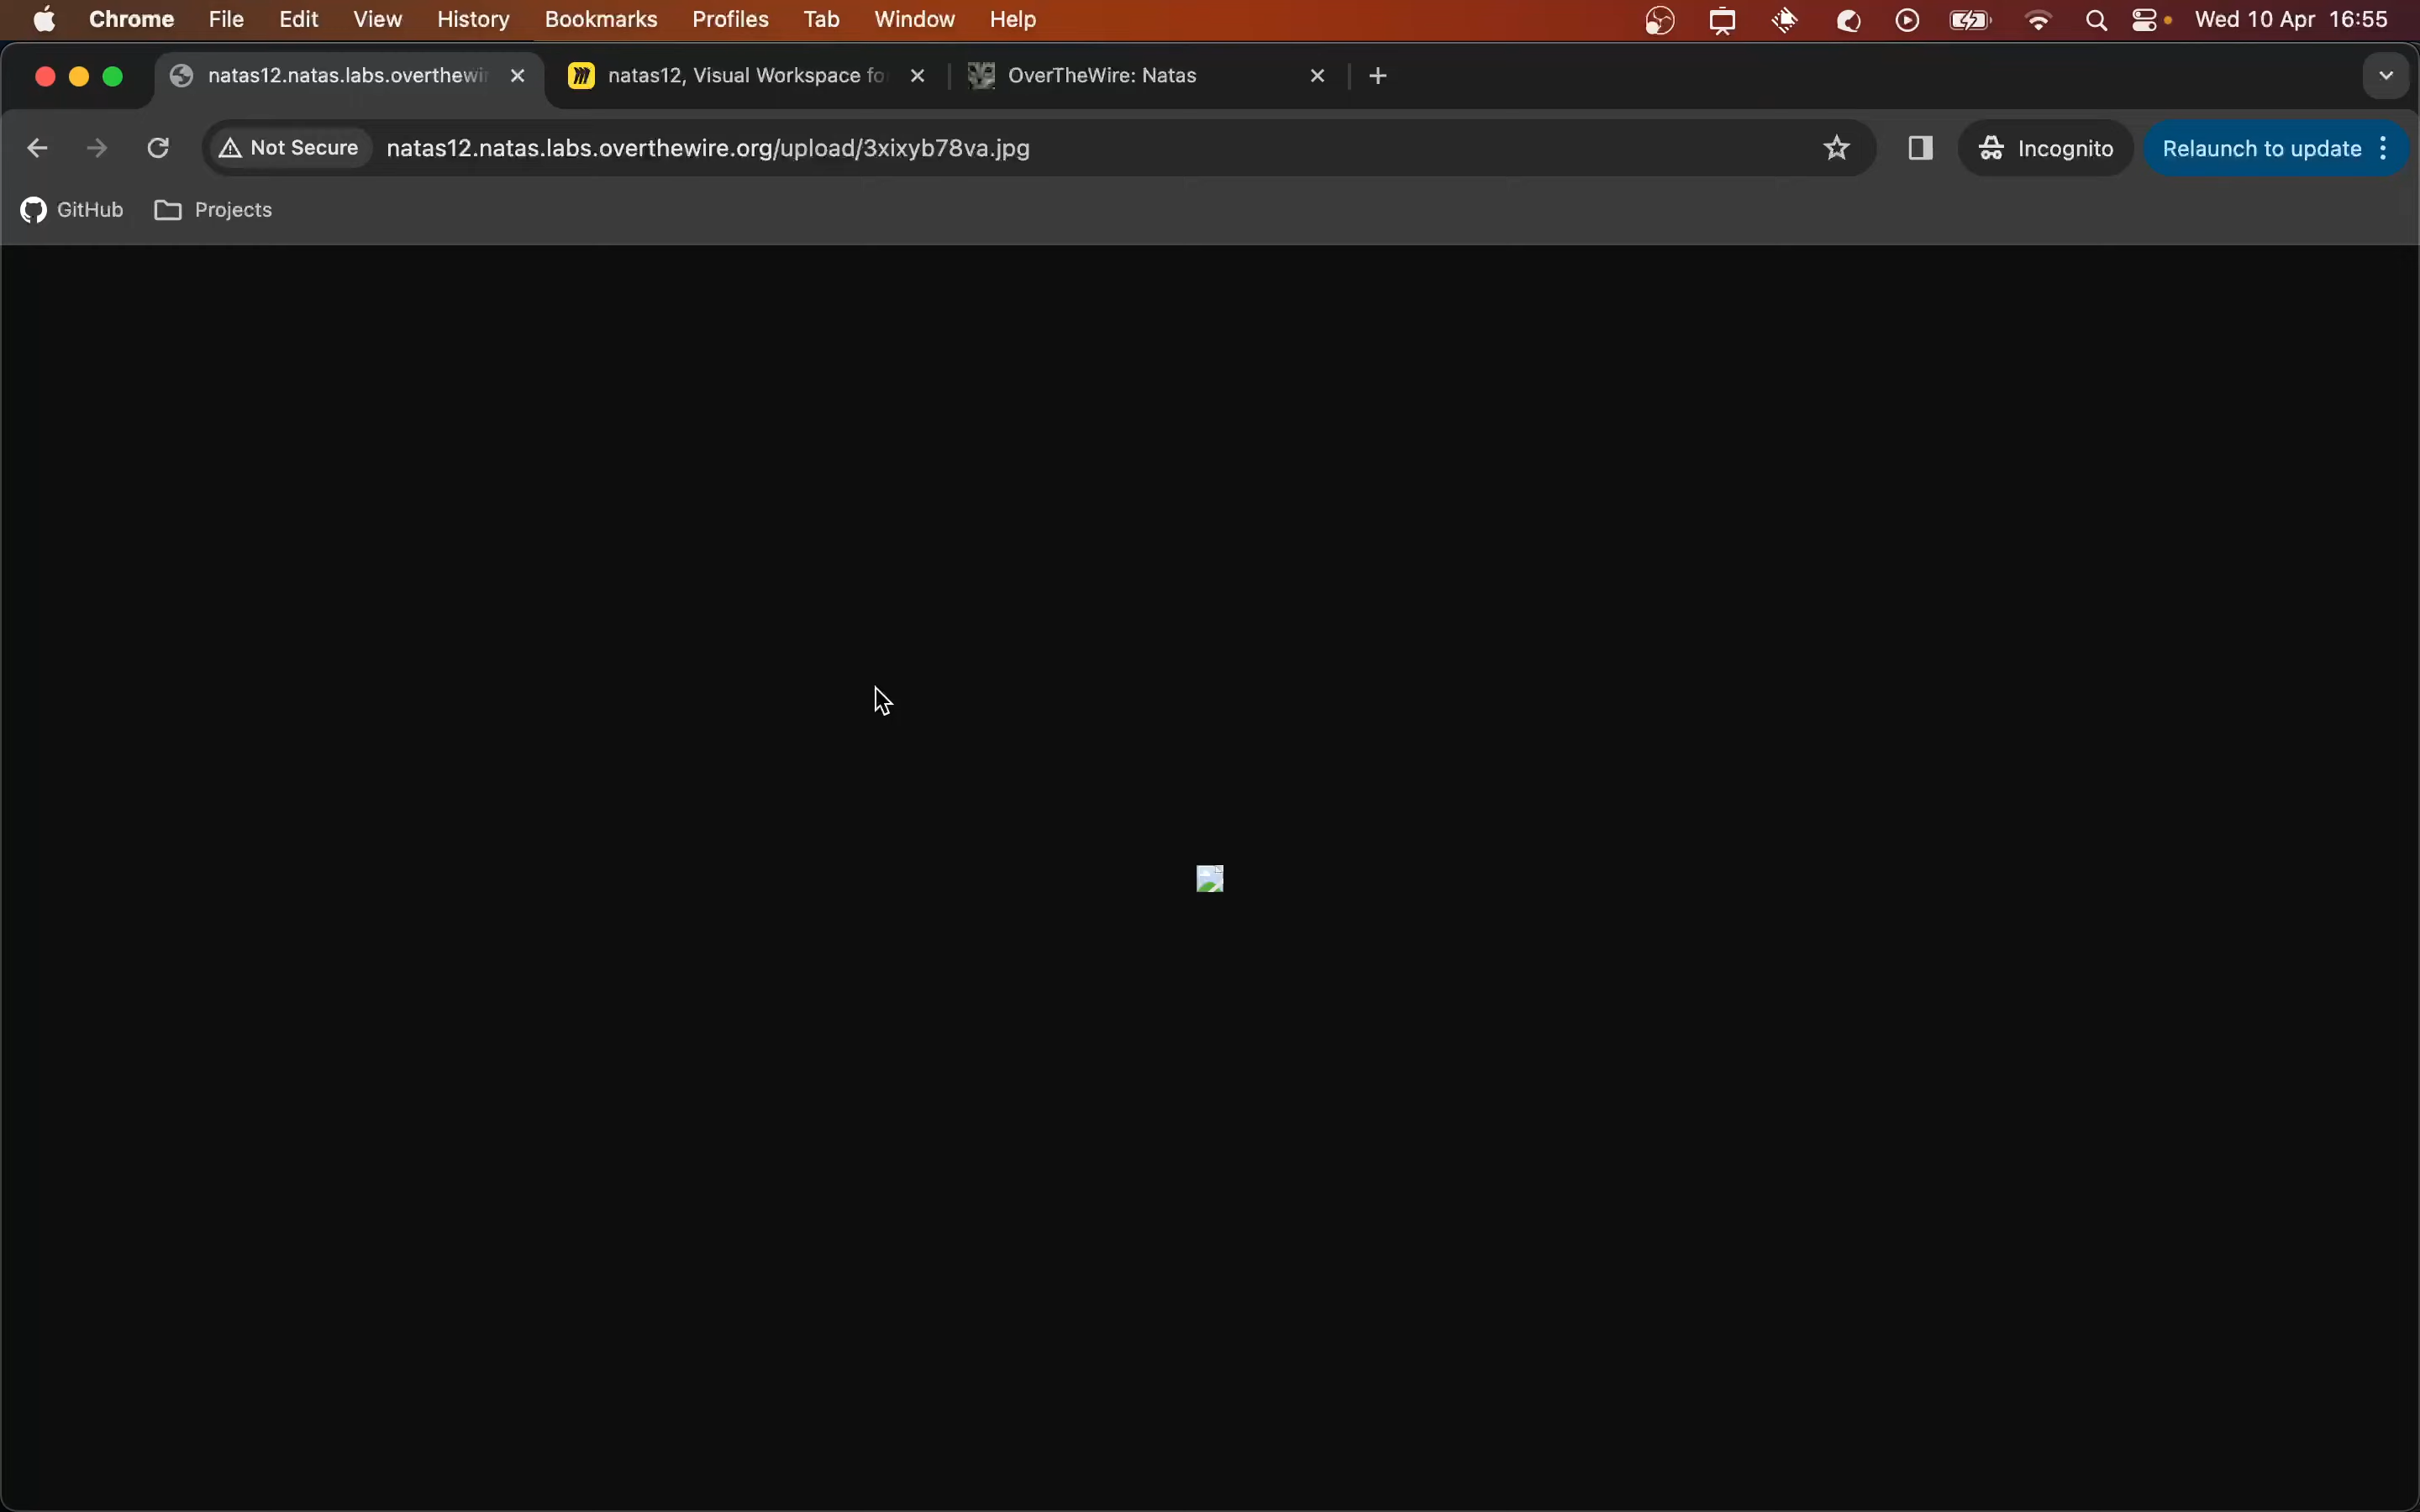 Chrome File Edit View History Bookmarks Profiles Tab Window Help Wed 10 Apr 16:55
natas12.natas.labs.overthewi natas12, Visual Workspace fo OverTheWire: Natas
Not Secure natas12.natas.labs.overthewire.org/upload/3xixyb78va.jpg Incognito Relaunch to update
GitHub Projects